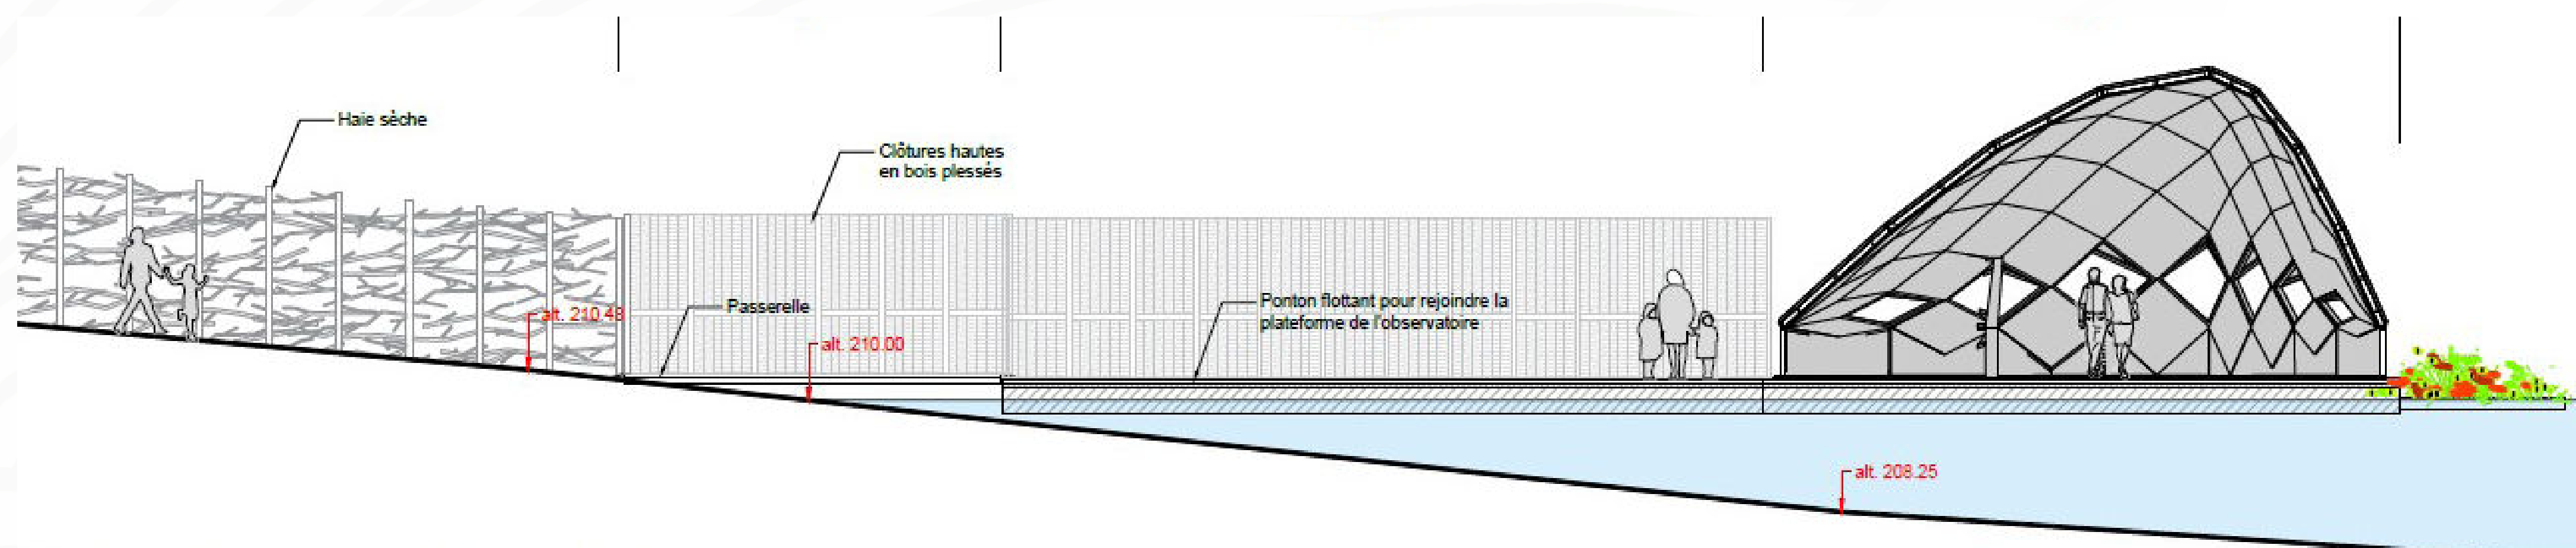 Haie sèche
Clôtures hautes
en bois plessés
alt. 210.48
Passerelle
alt. 210.00
Ponton flottant pour rejoindre la
plateforme de l'observatoire
alt. 208.25